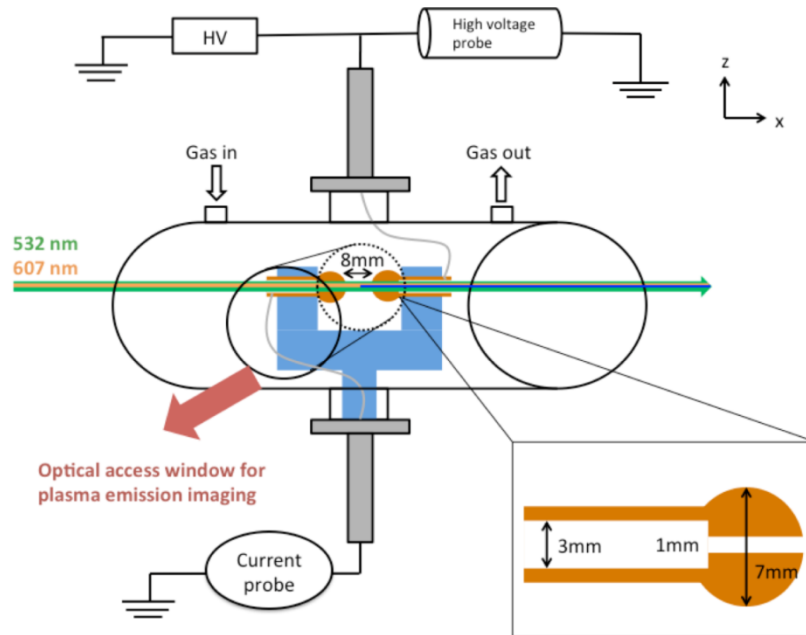 HV
High voltage
probe
z
x
Gas in
Gas out
532 nm
607 nm
8mm
Optical access window for
plasma emission imaging
Current
probe
3mm
1mm
7mm